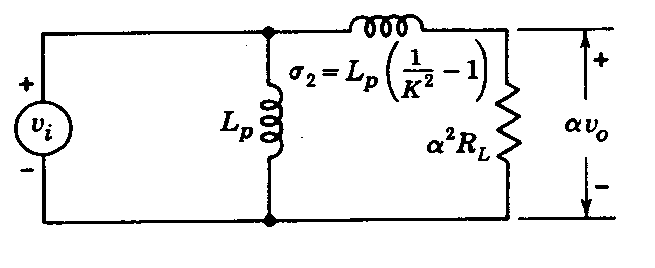 σ₂ = Lₚ (1/K² − 1)
+
+
vᵢ
Lₚ
α²R_L
αvₒ
−
−